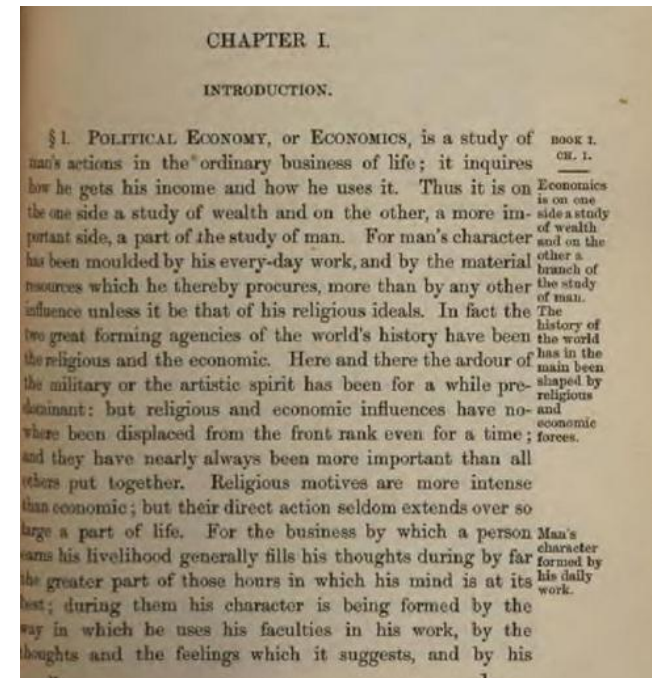 CHAPTER I.
INTRODUCTION.
§ 1. POLITICAL ECONOMY, or ECONOMICS, is a study of
man's actions in the ordinary business of life; it inquires
how he gets his income and how he uses it. Thus it is on
the one side a study of wealth and on the other, a more im-
portant side, a part of the study of man. For man's character
has been moulded by his every-day work, and by the material
resources which he thereby procures, more than by any other
influence unless it be that of his religious ideals. In fact the
two great forming agencies of the world's history have been
the religious and the economic. Here and there the ardour of
the military or the artistic spirit has been for a while pre-
dominant: but religious and economic influences have no-
where been displaced from the front rank even for a time;
and they have nearly always been more important than all
others put together. Religious motives are more intense
than economic; but their direct action seldom extends over so
large a part of life. For the business by which a person
earns his livelihood generally fills his thoughts during by far
the greater part of those hours in which his mind is at its
best; during them his character is being formed by the
way in which he uses his faculties in his work, by the
thoughts and the feelings which it suggests, and by his
BOOK I.
CH. I.
Economics
is on one
side a study
of wealth
and on the
other a
branch of
the study
of man.
The
history of
the world
has in the
main been
shaped by
religious
and
economic
forces.
Man's
character
formed by
his daily
work.